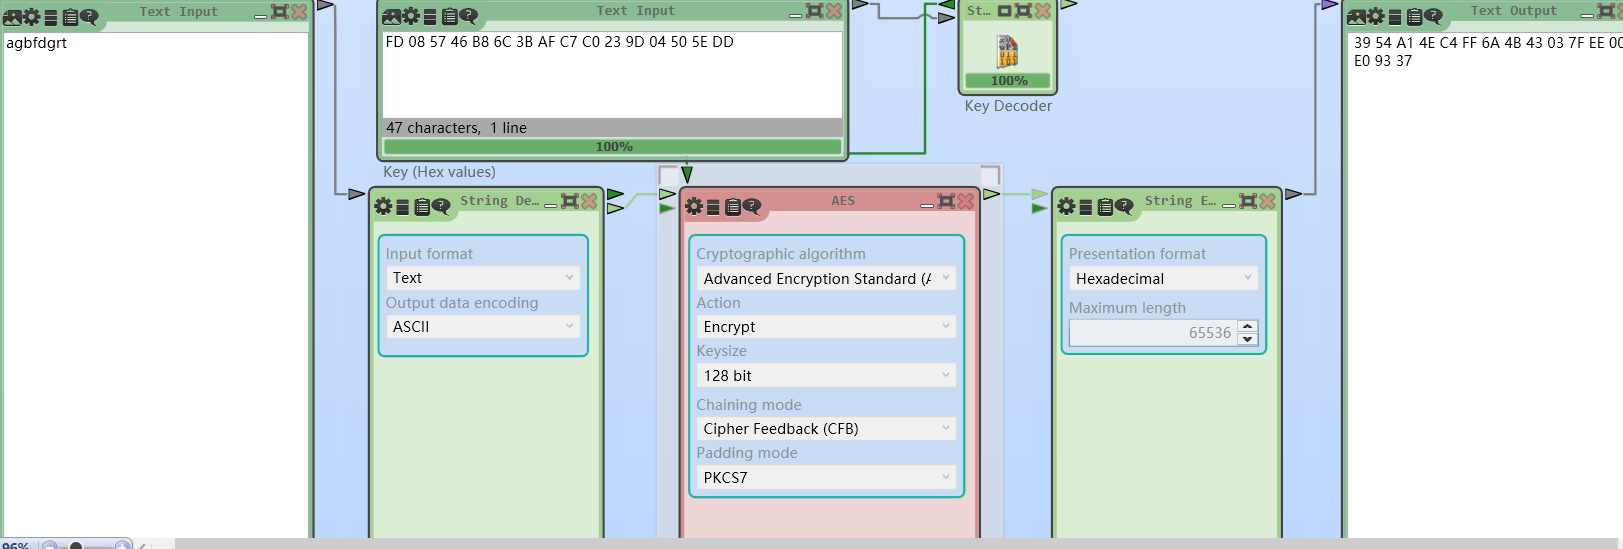 Text Input
agbfdgrt
Text Input
FD 08 57 46 B8 6C 3B AF C7 C0 23 9D 04 50 5E DD
47 characters, 1 line
100%
Key (Hex values)
St...
100%
Key Decoder
Text Output
39 54 A1 4E C4 FF 6A 4B 43 03 7F EE 00
E0 93 37
String De...
Input format
Text
Output data encoding
ASCII
AES
Cryptographic algorithm
Advanced Encryption Standard (A
Action
Encrypt
Keysize
128 bit
Chaining mode
Cipher Feedback (CFB)
Padding mode
PKCS7
String E...
Presentation format
Hexadecimal
Maximum length
65536
96%